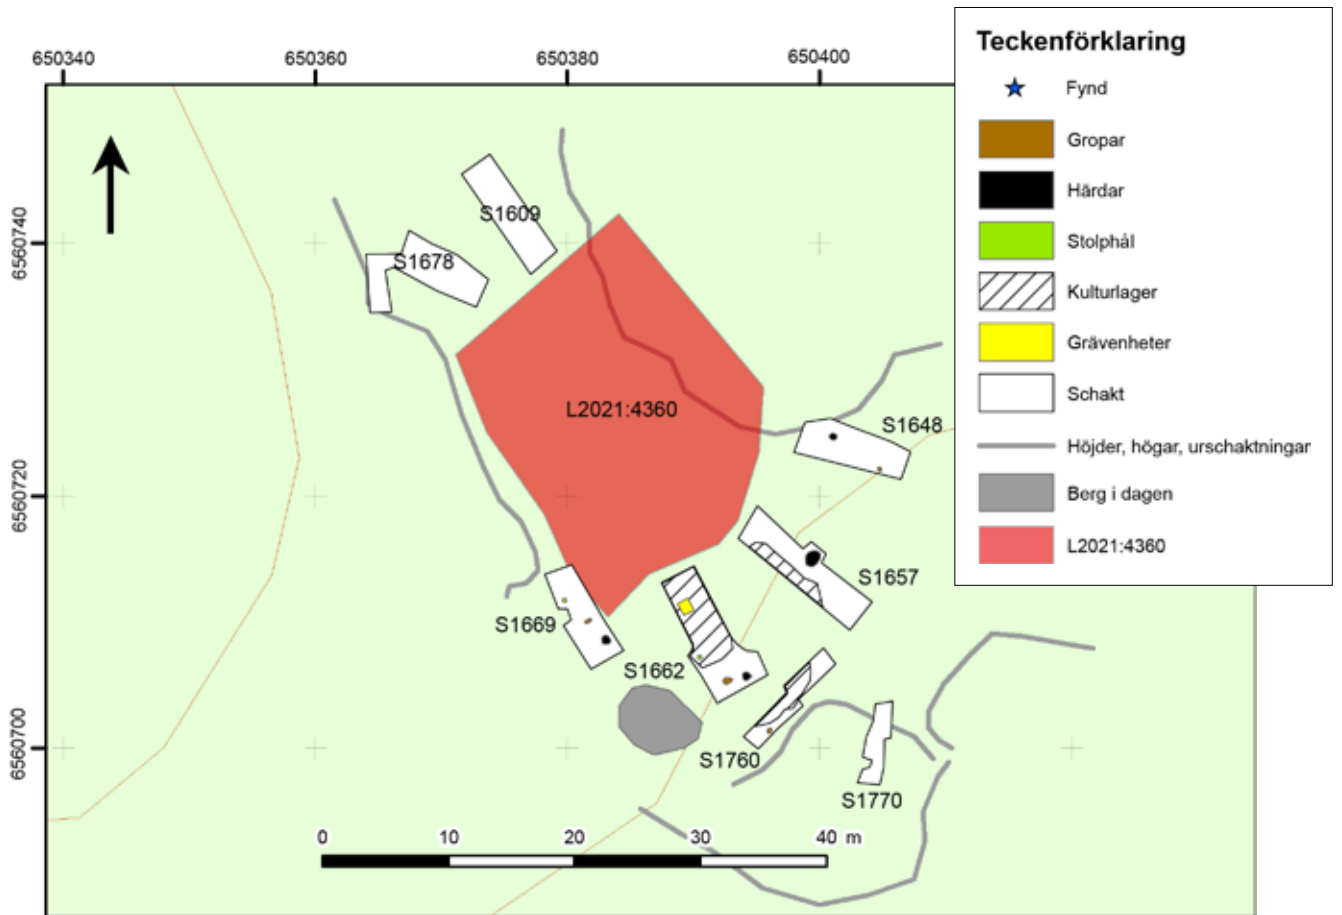 650340
650360
650380
650400
Teckenförklaring
Fynd
Gropar
Härdar
Stolphål
Kulturlager
Grävenheter
Schakt
Höjder, högar, urschaktningar
Berg i dagen
L2021:4360
6560740
6560720
6560700
S1609
S1678
L2021:4360
S1648
S1657
S1669
S1662
S1760
S1770
0 10 20 30 40 m